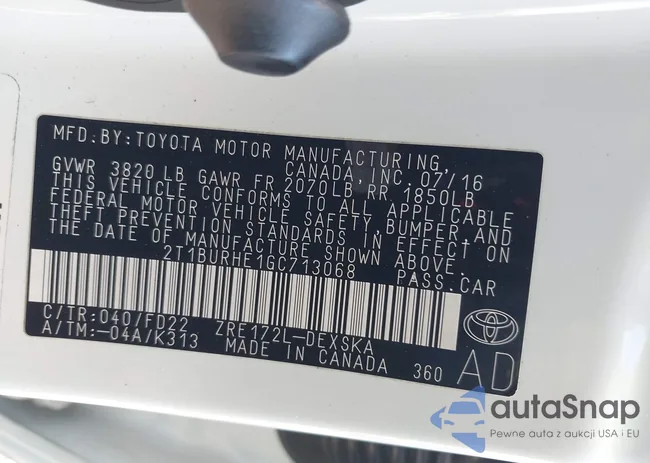 MFD. BY: TOYOTA MOTOR MANUFACTURING,
CANADA, INC. 07/16
GVWR 3820 LB GAWR FR 2070LB RR 1850LB
THIS VEHICLE CONFORMS TO ALL APPLICABLE
FEDERAL MOTOR VEHICLE SAFETY, BUMPER AND
THEFT PREVENTION STANDARDS IN EFFECT ON
THE DATE OF MANUFACTURE SHOWN ABOVE.
2T1BURHE1GC713068 PASS.CAR
C/TR:040/FD22 ZRE172L-DEXSKA
A/TM:-04A/K313 MADE IN CANADA 360 AD
autaSnap
Pewne auta z aukcji USA i EU